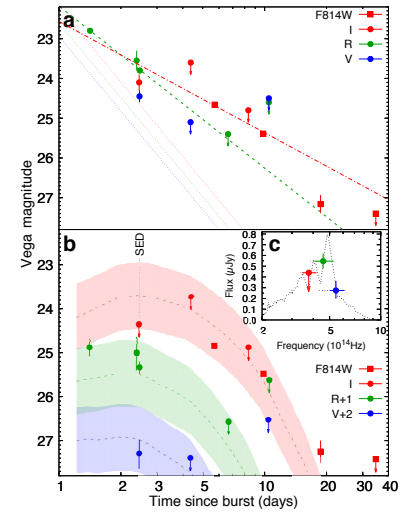 a
F814W
I
R
V
23
24
25
26
27
Vega magnitude
b
SED
c
0.8
0.7
0.6
0.5
0.4
0.3
0.2
0.1
0.0
Flux (μJy)
2
5
10
Frequency (10¹⁴Hz)
F814W
I
R+1
V+2
23
24
25
26
27
1
2
5
10
20
40
Time since burst (days)